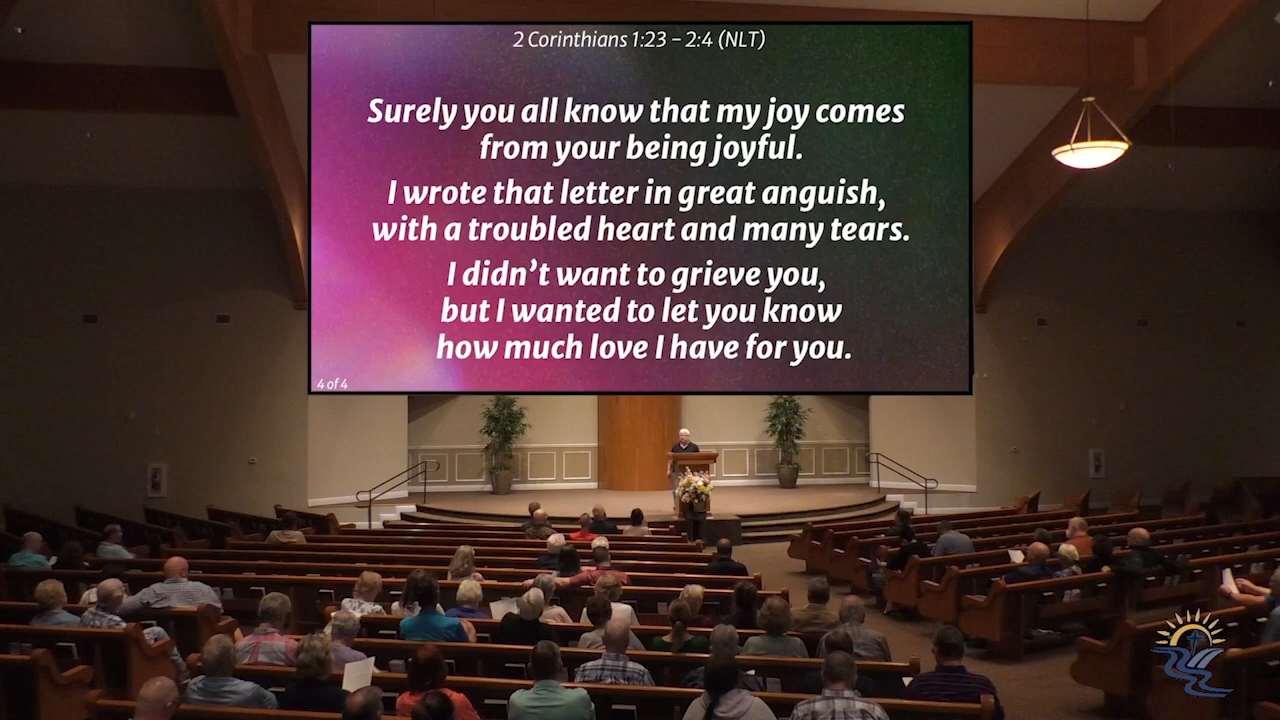 2 Corinthians 1:23 – 2:4 (NLT)
Surely you all know that my joy comes
from your being joyful.
I wrote that letter in great anguish,
with a troubled heart and many tears.
I didn't want to grieve you,
but I wanted to let you know
how much love I have for you.
4 of 4